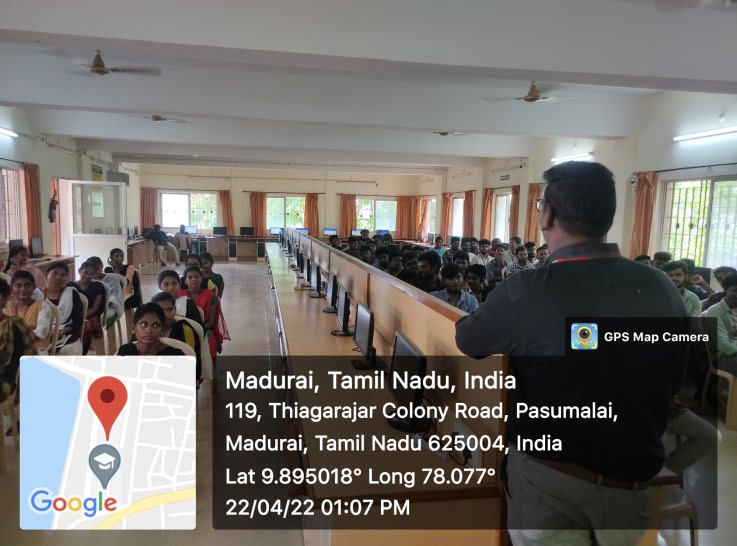 GPS Map Camera
Madurai, Tamil Nadu, India
119, Thiagarajar Colony Road, Pasumalai,
Madurai, Tamil Nadu 625004, India
Lat 9.895018° Long 78.077°
22/04/22 01:07 PM
Google